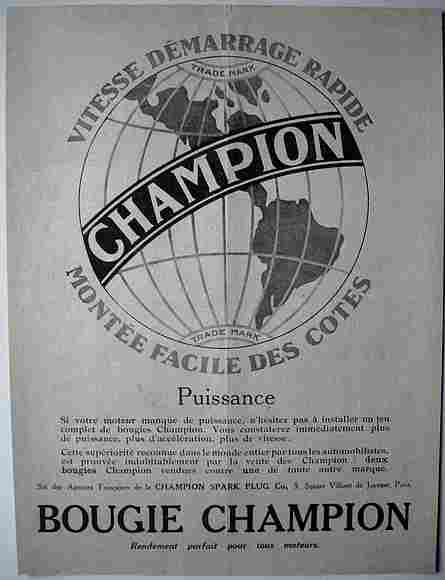 VITESSE DÉMARRAGE RAPIDE
TRADE MARK
CHAMPION
TRADE MARK
MONTÉE FACILE DES COTES
Puissance
Si votre moteur manque de puissance, n'hésitez pas à installer un jeu
complet de bougies Champion. Vous constaterez immédiatement plus
de puissance, plus d'accélération, plus de vitesse.
Cette supériorité reconnue dans le monde entier par tous les automobilistes,
est prouvée indubitablement par la vente des Champion : deux
bougies Champion vendues contre une de toute autre marque.
des Agences Françaises de la CHAMPION SPARK PLUG Co, Square Villaret de Joyeuse, Paris
BOUGIE CHAMPION
Rendement parfait pour tous moteurs.